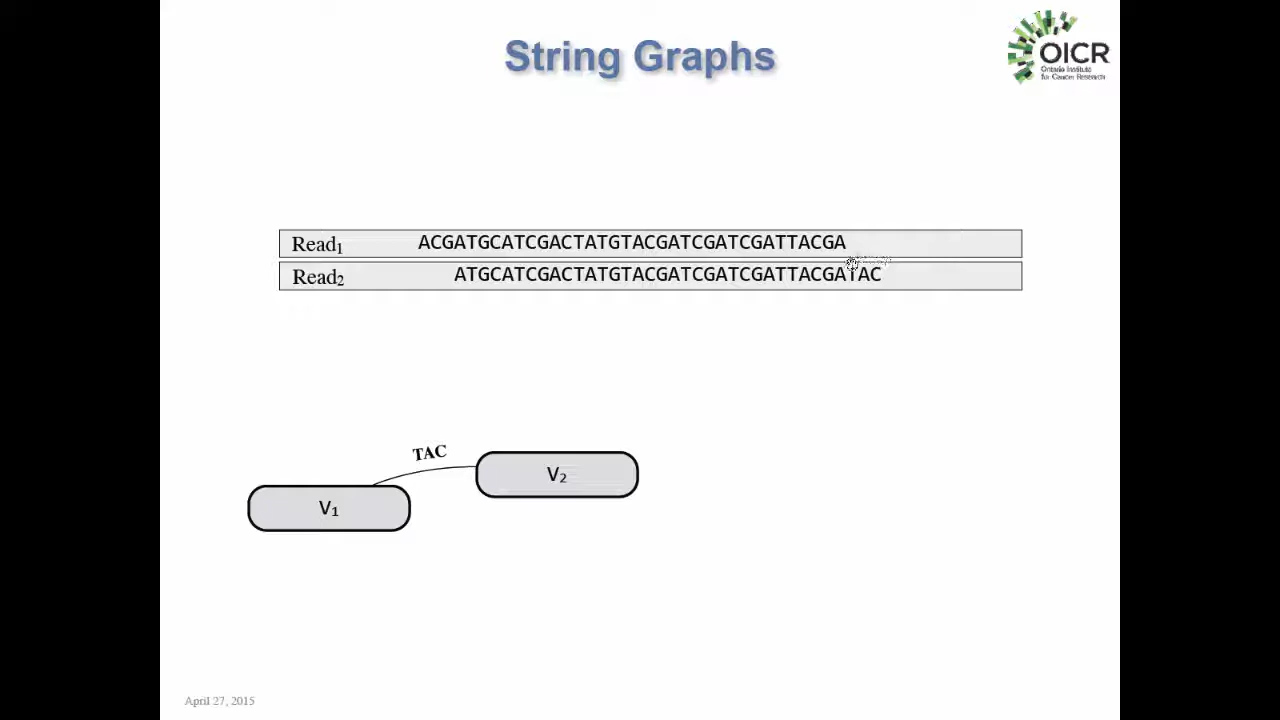 String Graphs
OICR
Ontario Institute
for Cancer Research
Read₁ ACGATGCATCGACTATGTACGATCGATCGATTACGA
Read₂ ATGCATCGACTATGTACGATCGATCGATTACGATAC
TAC
V₂
V₁
April 27, 2015